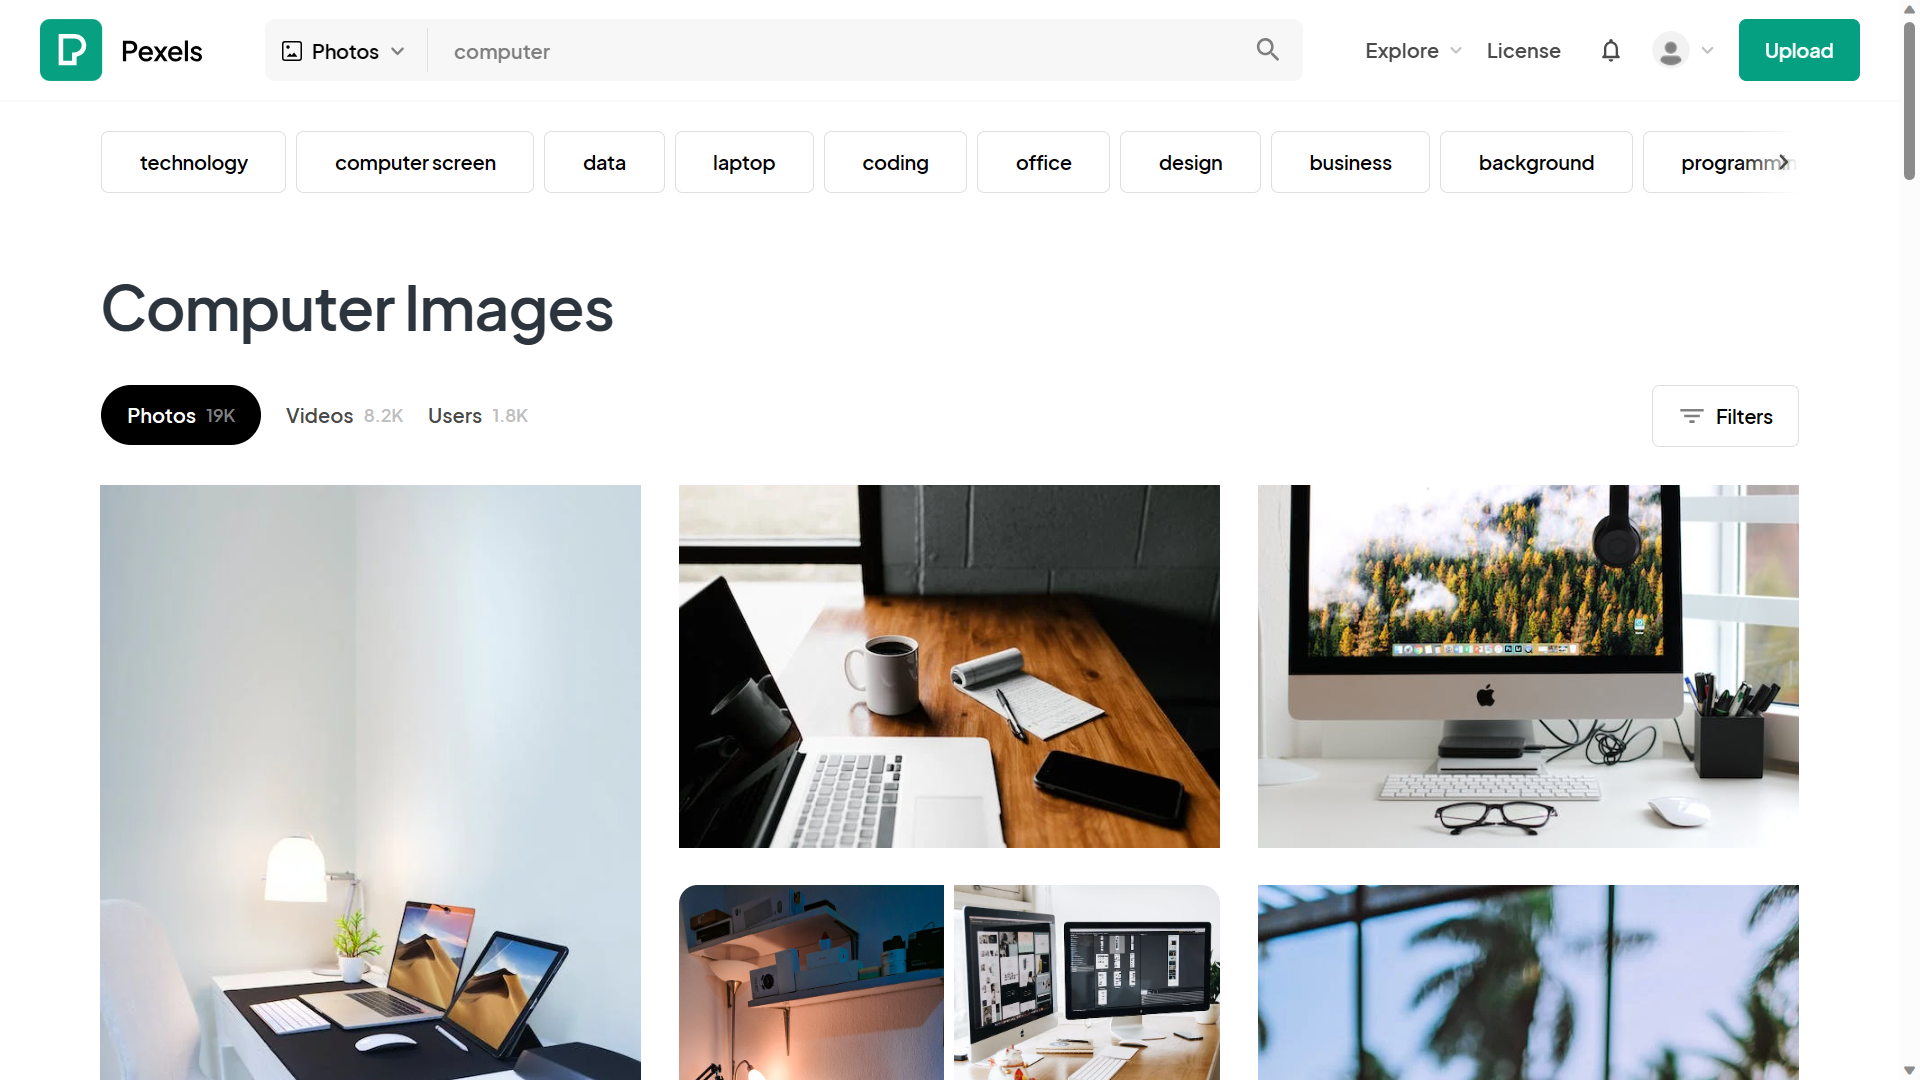 Pexels
Photos
computer
Explore
License
Upload
technology
computer screen
data
laptop
coding
office
design
business
background
Computer Images
Photos 19K
Videos 8.2K
Users 1.8K
Filters